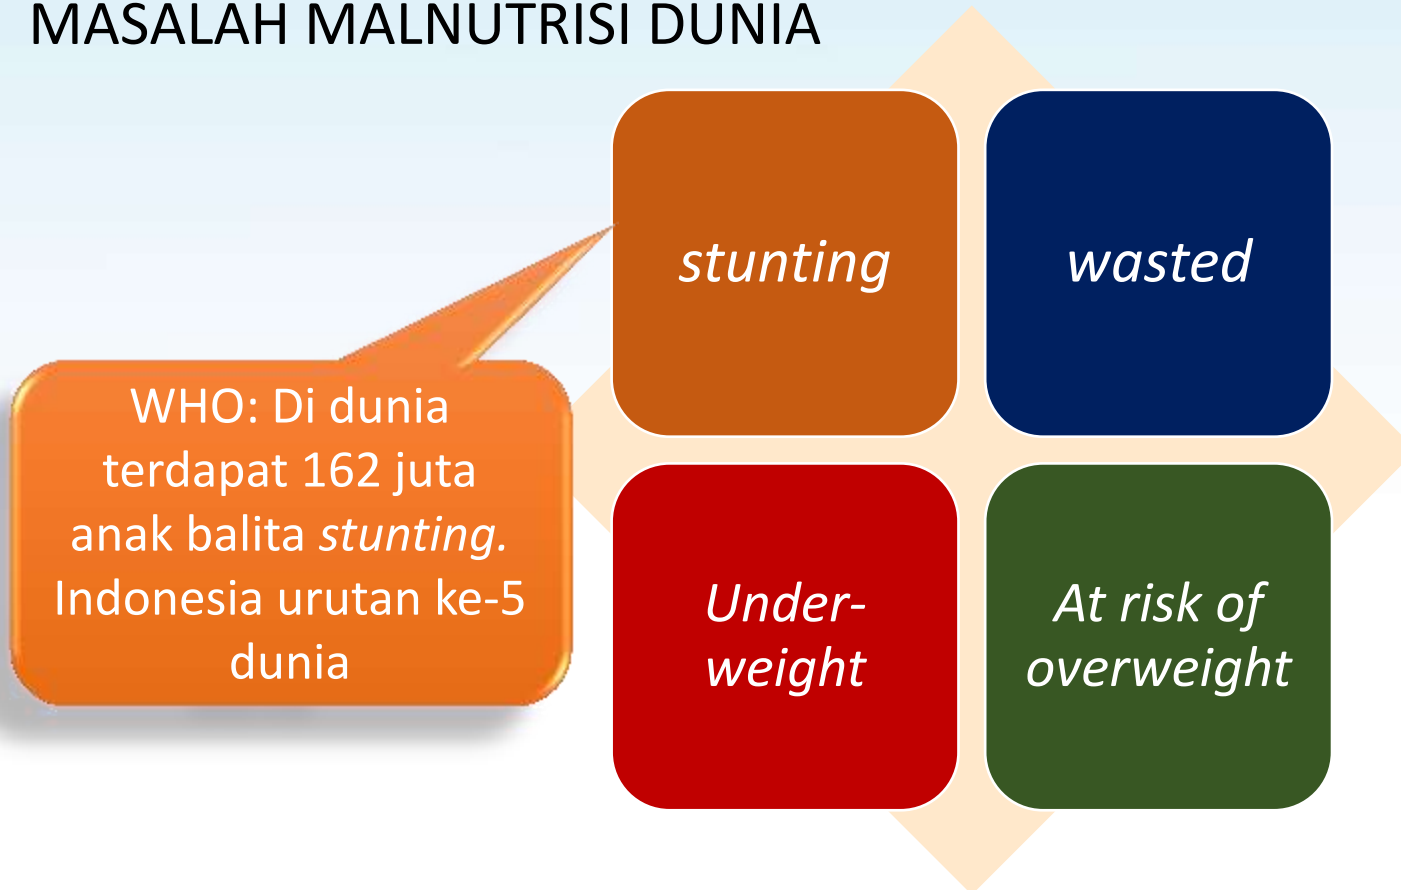 MASALAH MALNUTRISI DUNIA
stunting
wasted
WHO: Di dunia
terdapat 162 juta
anak balita stunting.
Indonesia urutan ke-5
dunia
Under-
weight
At risk of
overweight